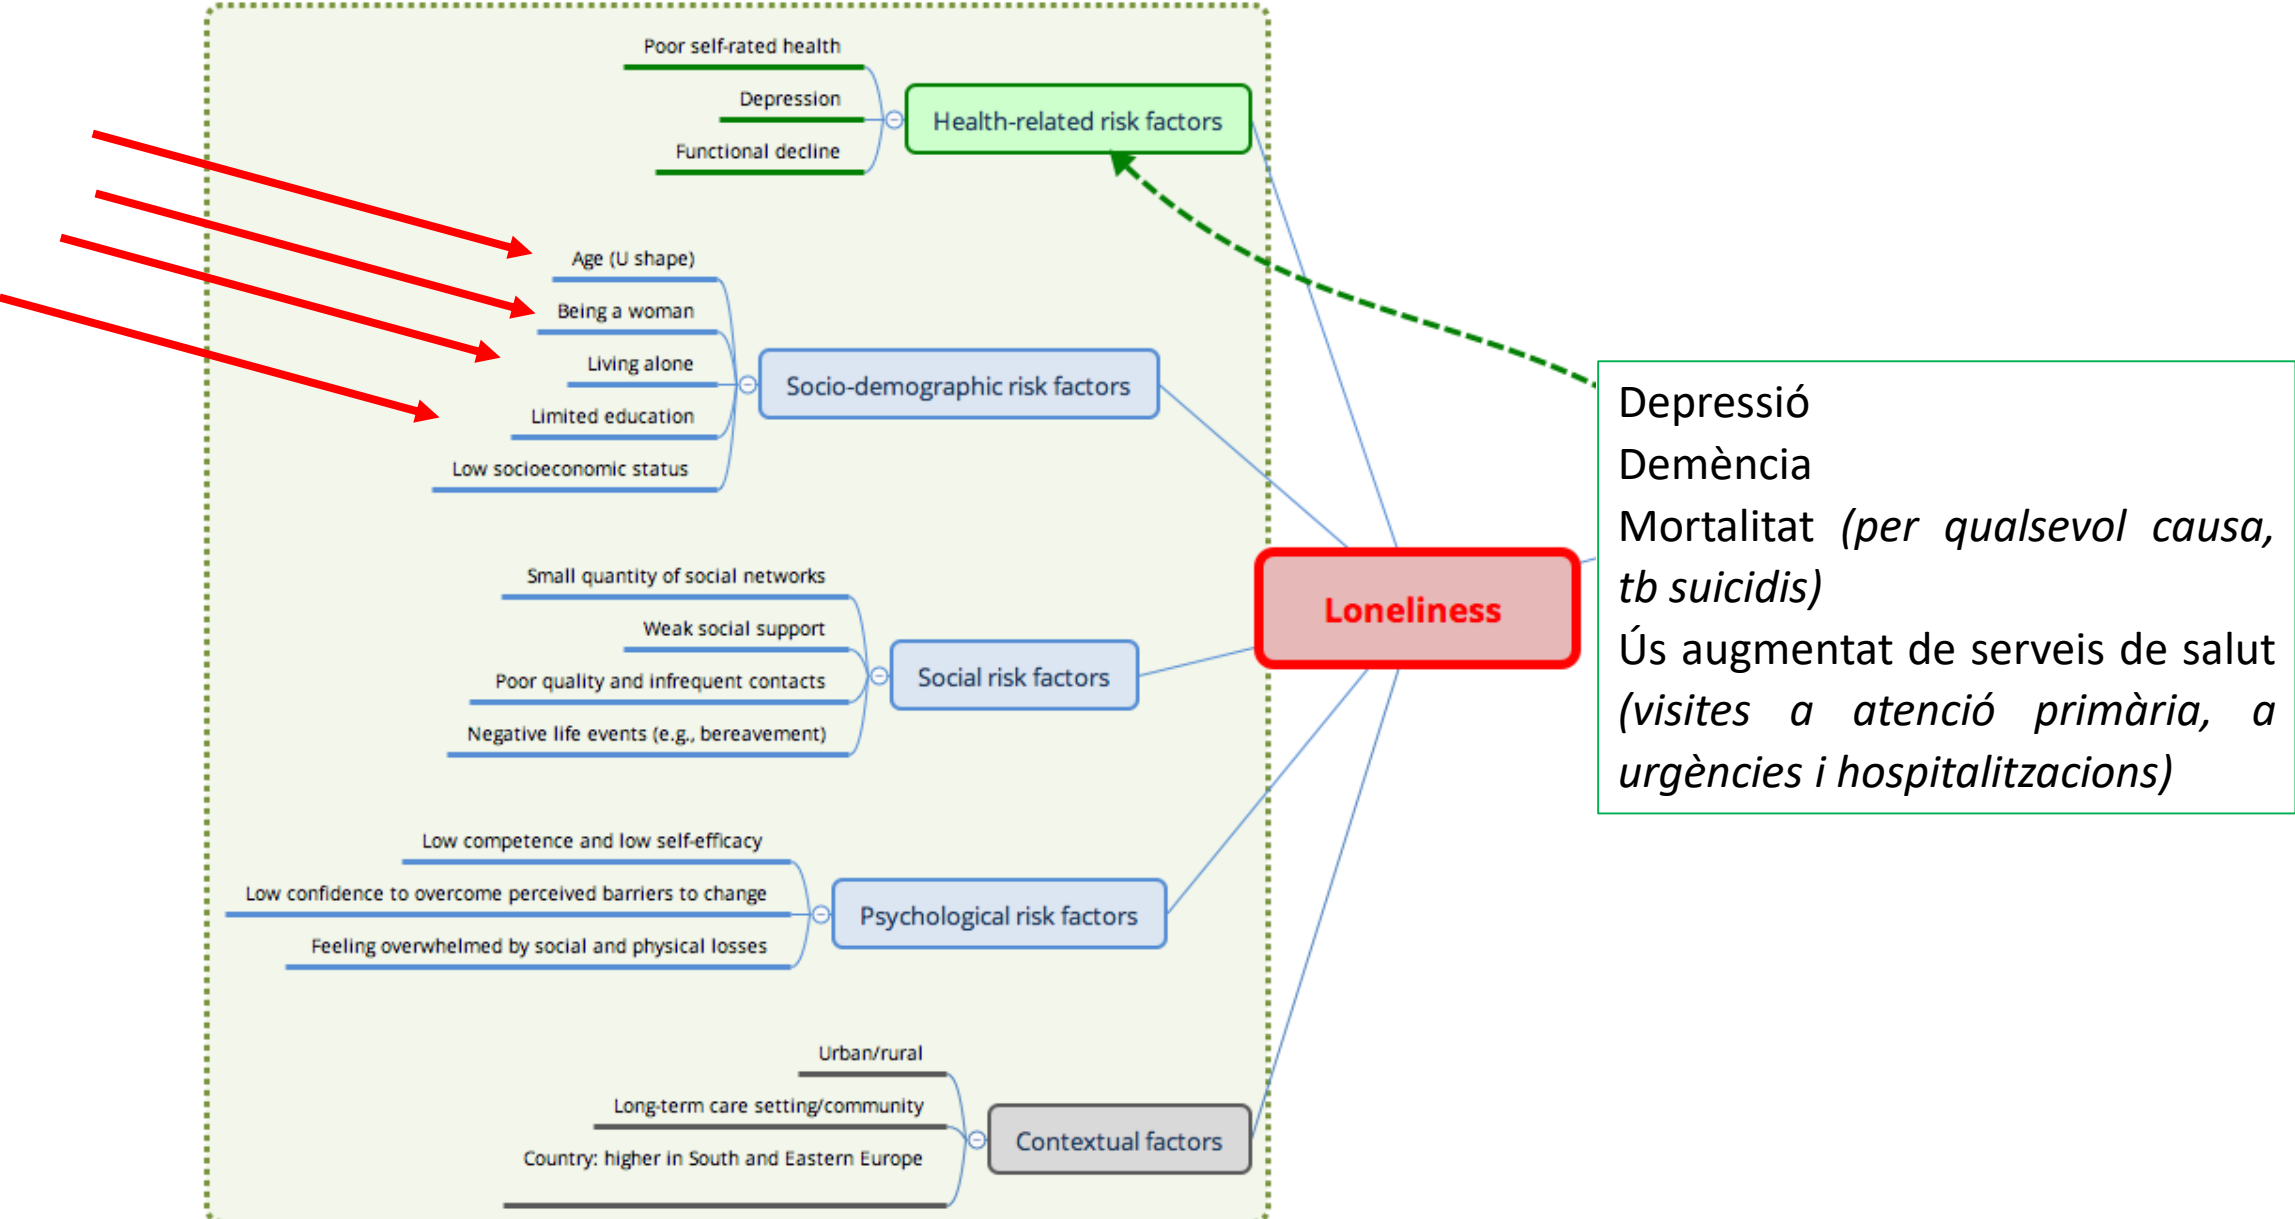 Poor self-rated health
Depression
Functional decline
Health-related risk factors
Age (U shape)
Being a woman
Living alone
Limited education
Low socioeconomic status
Socio-demographic risk factors
Small quantity of social networks
Weak social support
Poor quality and infrequent contacts
Negative life events (e.g., bereavement)
Social risk factors
Low competence and low self-efficacy
Low confidence to overcome perceived barriers to change
Feeling overwhelmed by social and physical losses
Psychological risk factors
Urban/rural
Long-term care setting/community
Country: higher in South and Eastern Europe
Contextual factors
Loneliness
Depressió
Demència
Mortalitat (per qualsevol causa,
tb suicidis)
Ús augmentat de serveis de salut
(visites a atenció primària, a
urgències i hospitalitzacions)